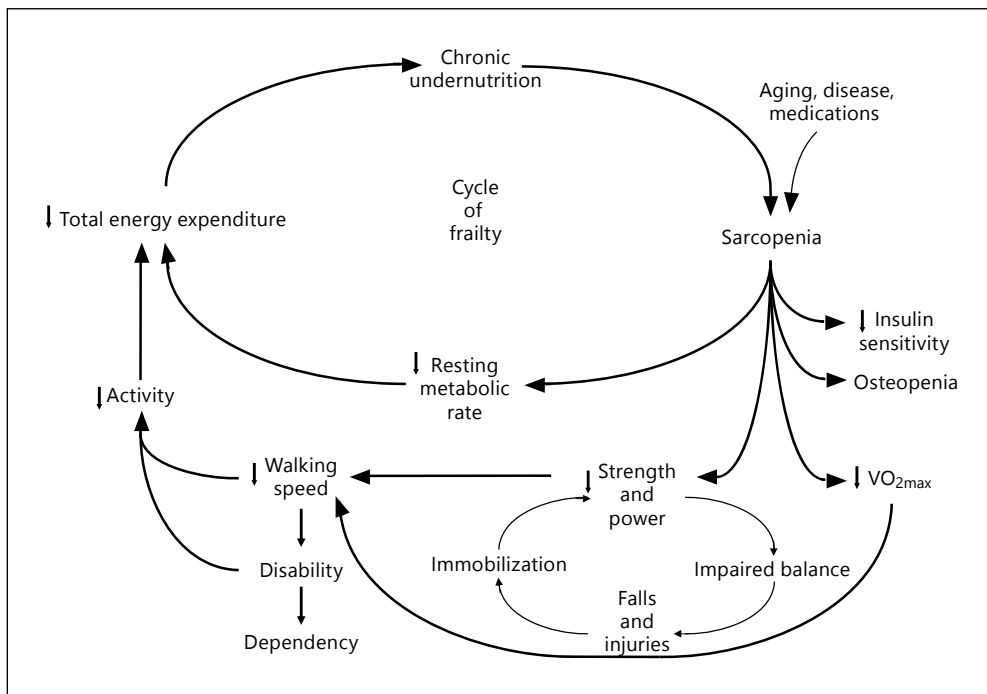 Chronic
undernutrition
Aging, disease,
medications
Cycle
of
frailty
↓ Total energy expenditure
Sarcopenia
↓ Insulin
sensitivity
↓ Resting
metabolic
rate
Osteopenia
↓ Activity
↓ Walking
speed
↓ Strength
and
power
↓ VO2max
Immobilization
Impaired balance
Disability
Falls
and
injuries
Dependency